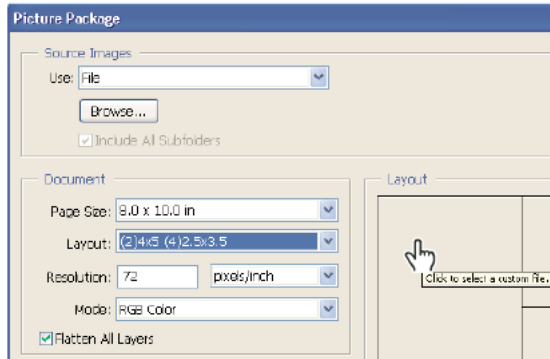 Picture Package
Source Images
Use: File
Browse...
Include All Subfolders
Document
Page Size: 8.0 x 10.0 in
Layout: (2)4x5 (4)2.5x3.5
Resolution: 72 pixels/inch
Mode: RGB Color
Flatten All Layers
Layout
Click to select a custom file.